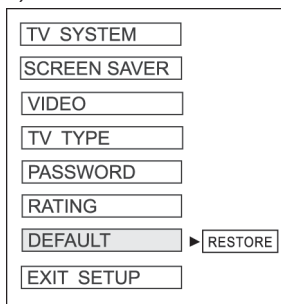 TV SYSTEM
SCREEN SAVER
VIDEO
TV TYPE
PASSWORD
RATING
DEFAULT ► RESTORE
EXIT SETUP